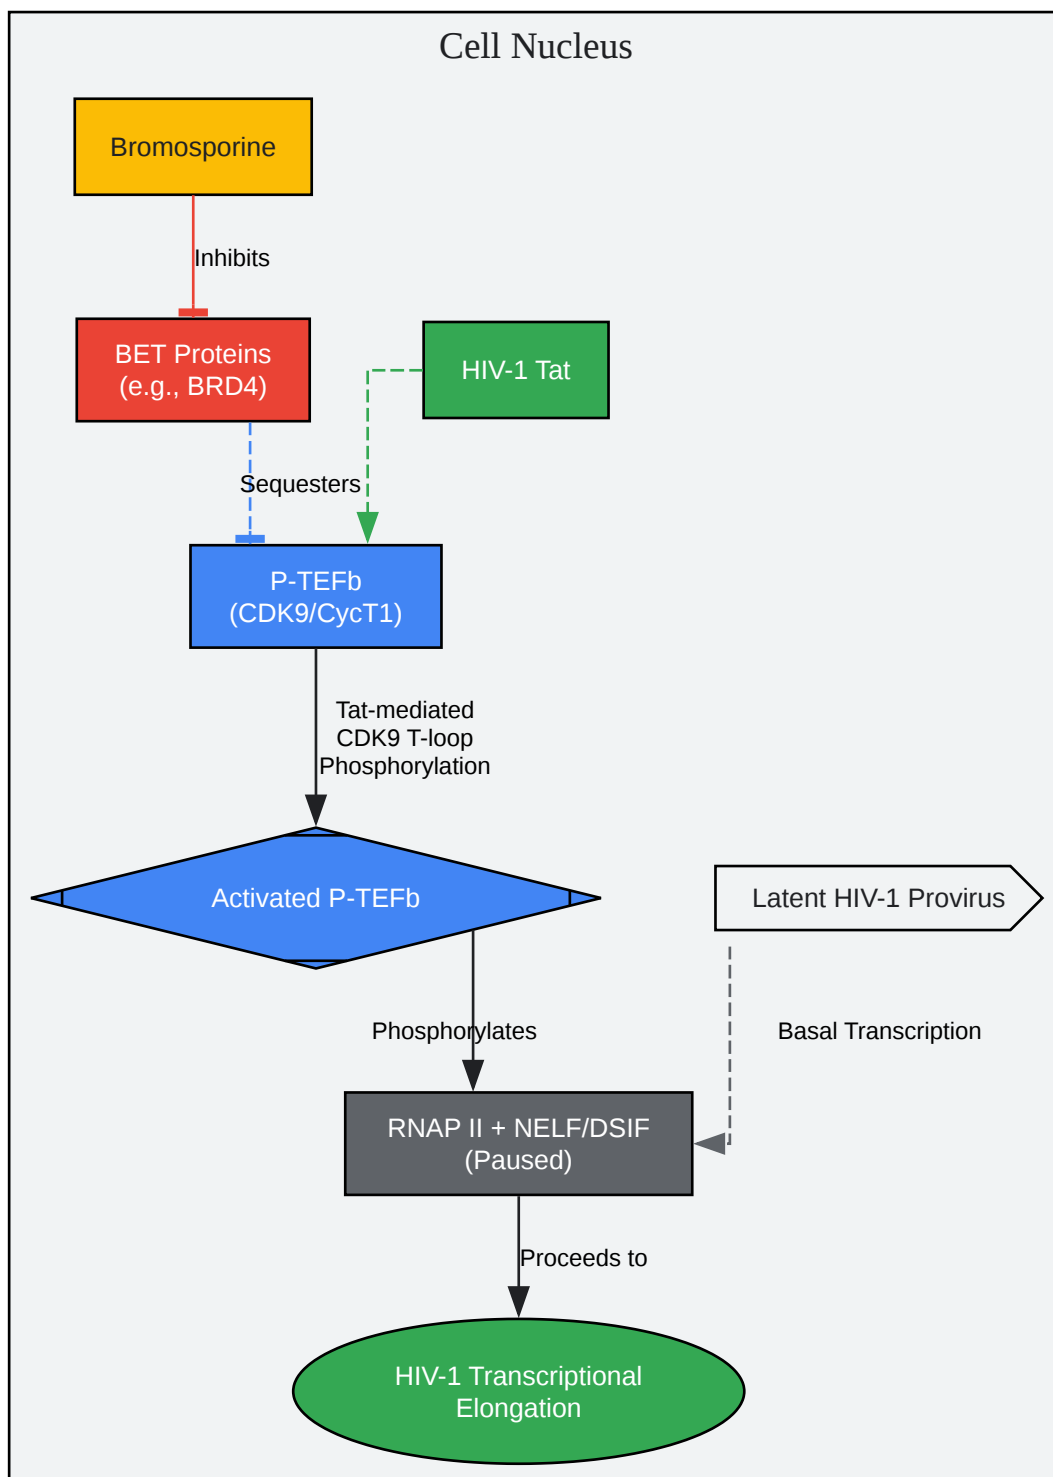 Cell Nucleus
Bromosporine
Inhibits
BET Proteins
(e.g., BRD4)
HIV-1 Tat
Sequesters
P-TEFb
(CDK9/CycT1)
Tat-mediated
CDK9 T-loop
Phosphorylation
Activated P-TEFb
Latent HIV-1 Provirus
Phosphorylates
Basal Transcription
RNAP II + NELF/DSIF
(Paused)
Proceeds to
HIV-1 Transcriptional
Elongation